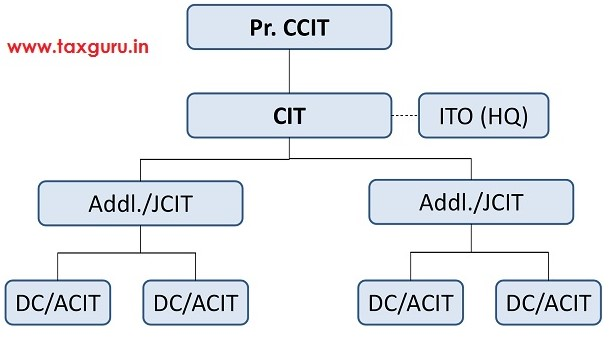 Pr. CCIT
www.taxguru.in
CIT
ITO (HQ)
Addl./JCIT
Addl./JCIT
DC/ACIT
DC/ACIT
DC/ACIT
DC/ACIT